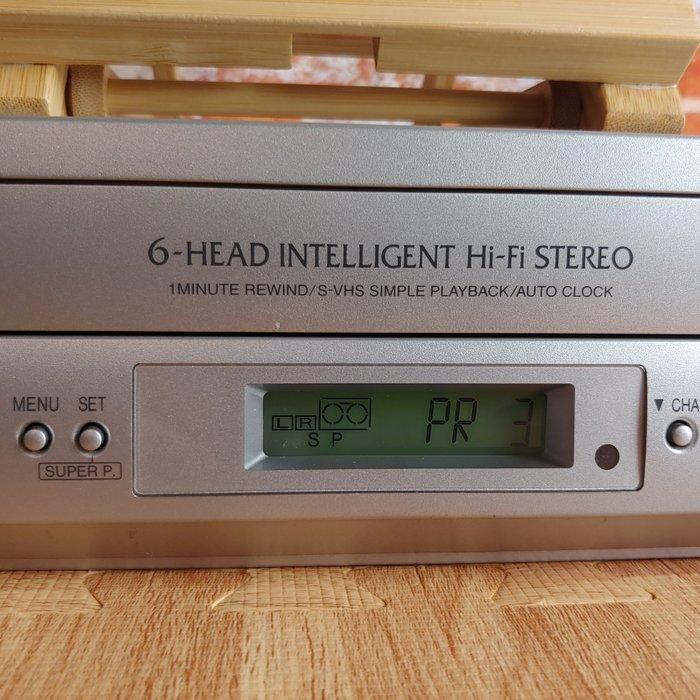 6-HEAD INTELLIGENT Hi-Fi STEREO
1MINUTE REWIND/S-VHS SIMPLE PLAYBACK/AUTO CLOCK
MENU SET
SUPER P.
L R
SP
PR 3
▼ CHA